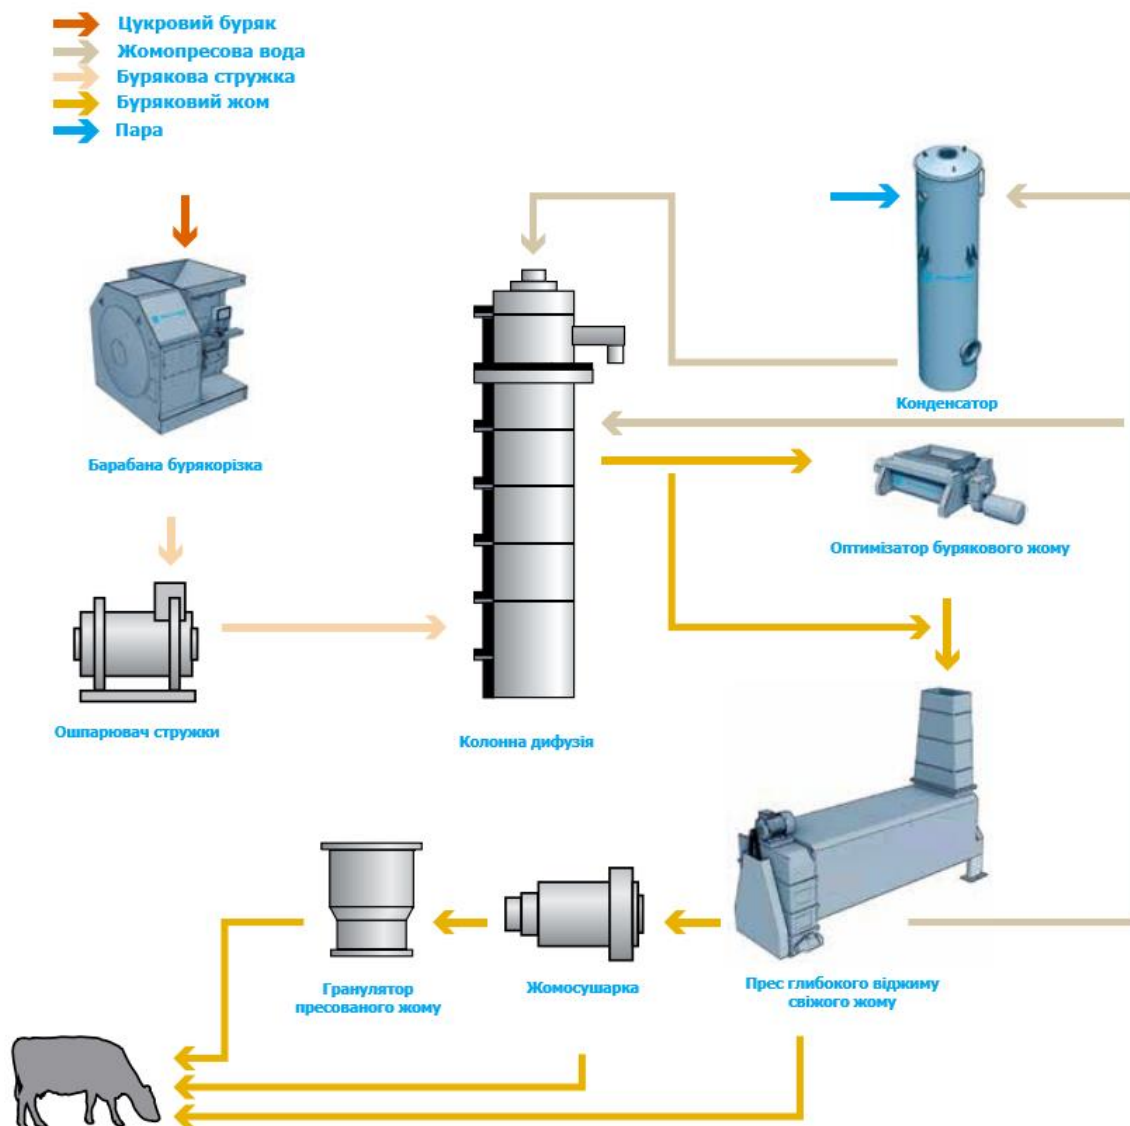 Цукровий буряк
Жомопресова вода
Бурякова стружка
Буряковий жом
Пара
Конденсатор
Барабана бурякорізка
Оптимізатор бурякового жому
Ошпарювач стружки
Колонна дифузія
Гранулятор
пресованого жому
Жомосушарка
Прес глибокого віджиму
свіжого жому